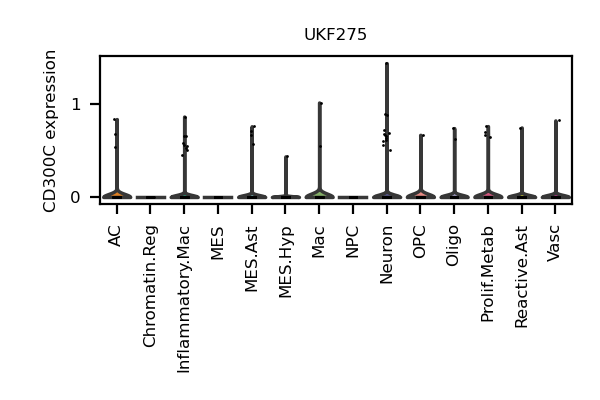 UKF275
CD300C expression
1
0
AC
Chromatin.Reg
Inflammatory.Mac
MES
MES.Ast
MES.Hyp
Mac
NPC
Neuron
OPC
Oligo
Prolif.Metab
Reactive.Ast
Vasc